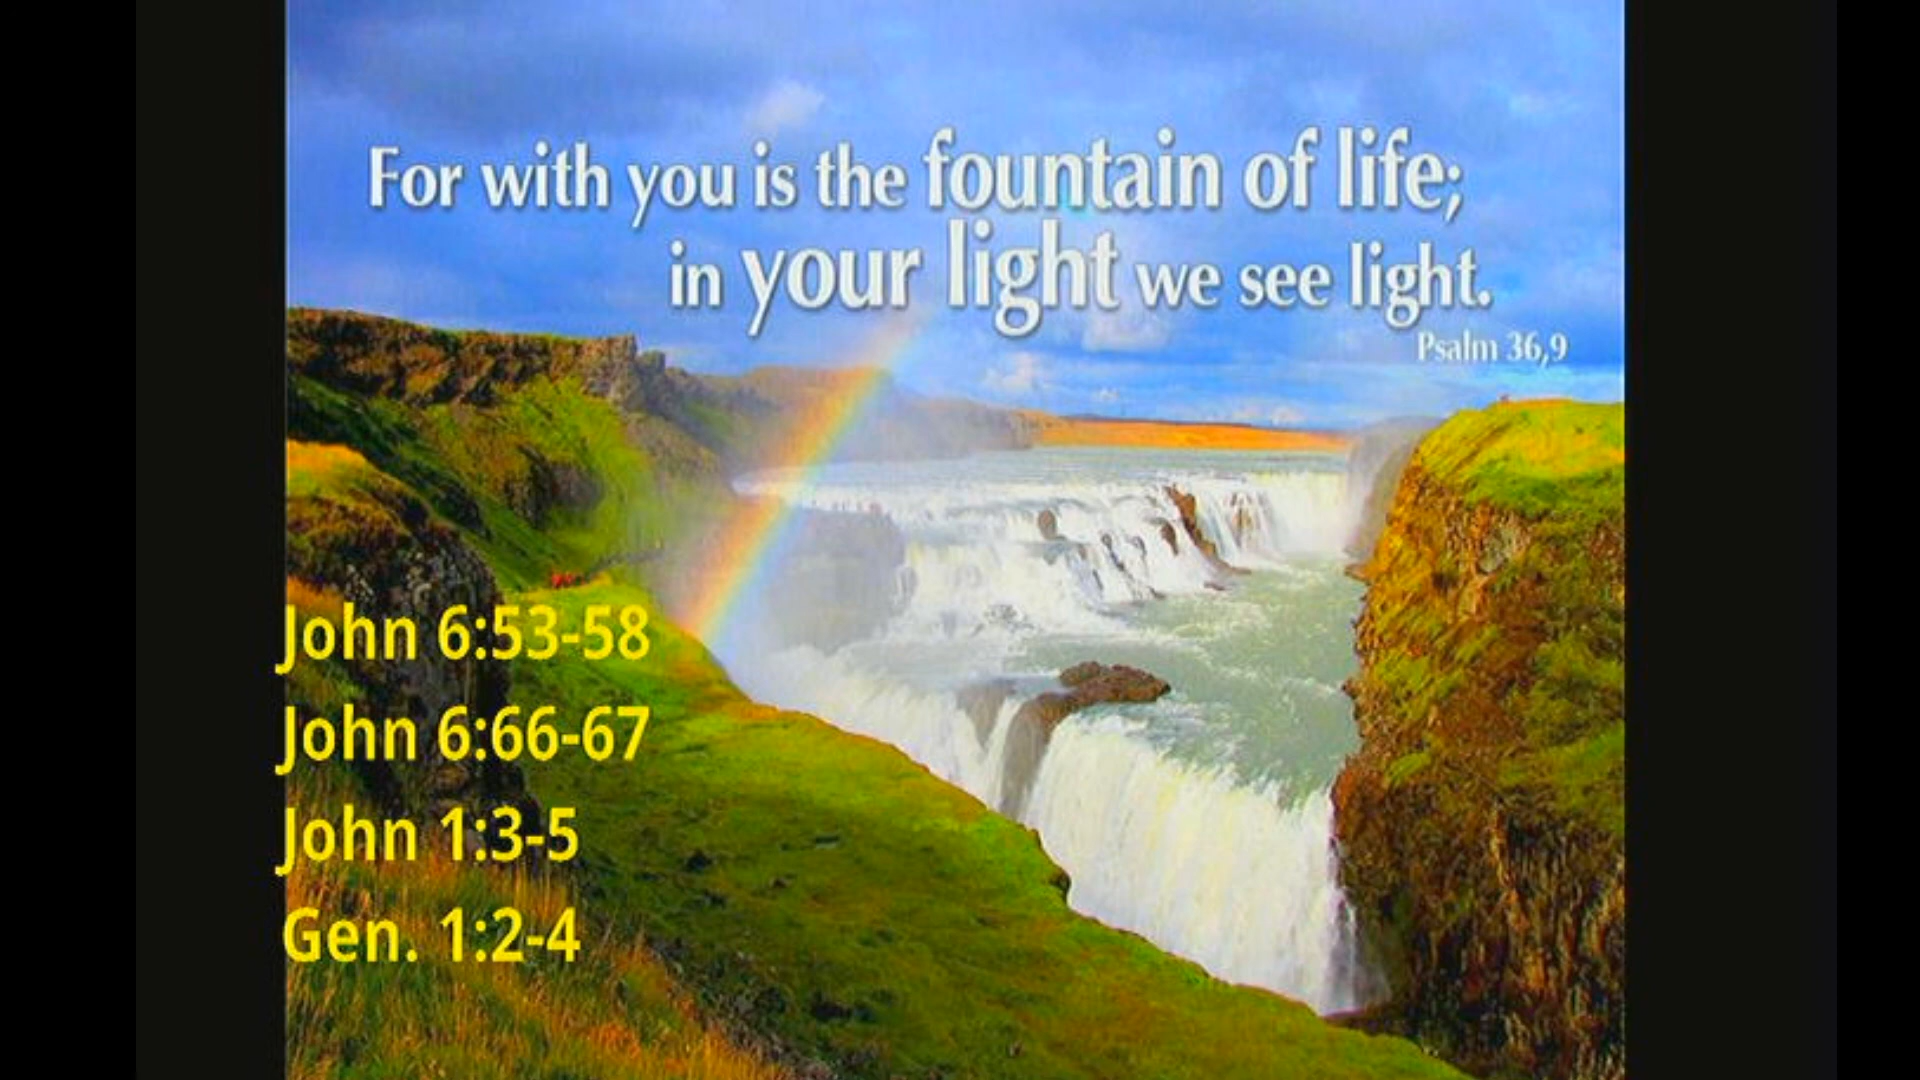 For with you is the fountain of life;
in your light we see light.
Psalm 36,9
John 6:53-58
John 6:66-67
John 1:3-5
Gen. 1:2-4